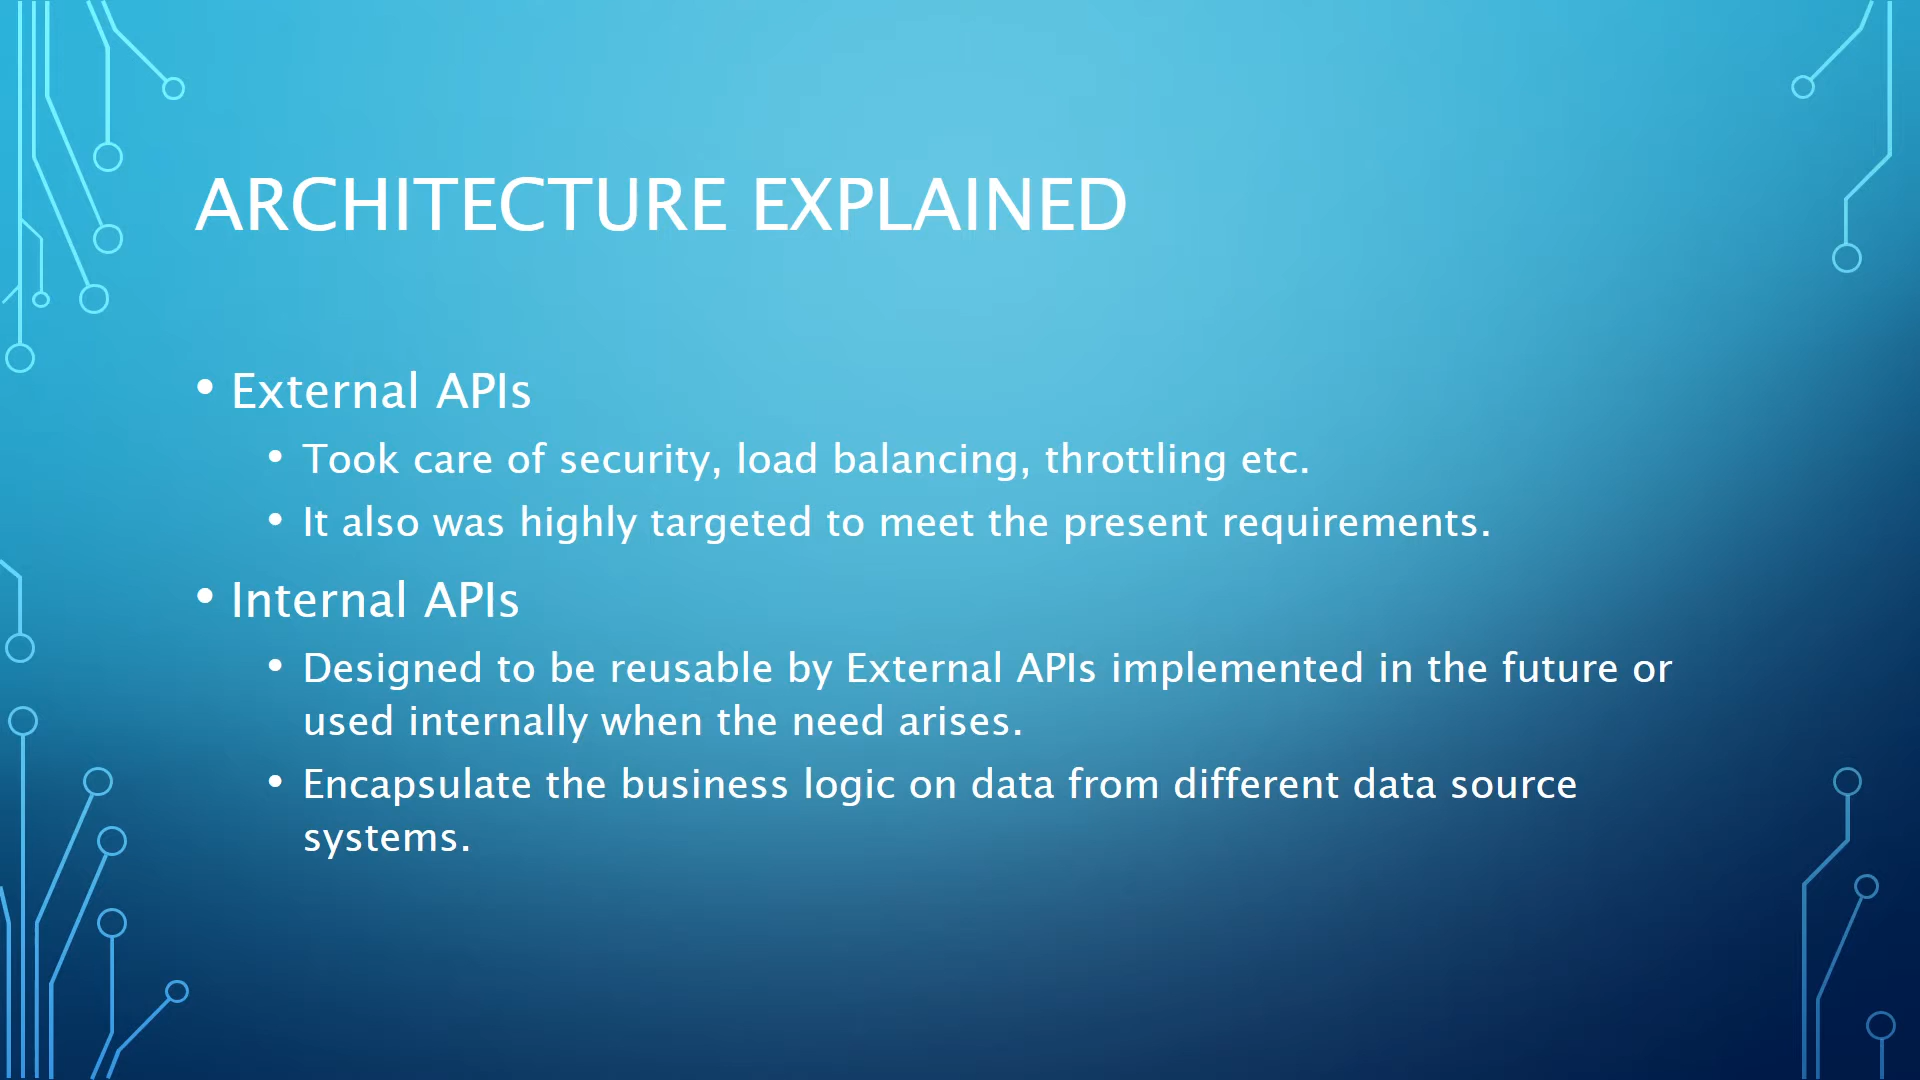 ARCHITECTURE EXPLAINED
• External APIs
• Took care of security, load balancing, throttling etc.
• It also was highly targeted to meet the present requirements.
• Internal APIs
• Designed to be reusable by External APIs implemented in the future or
used internally when the need arises.
• Encapsulate the business logic on data from different data source
systems.